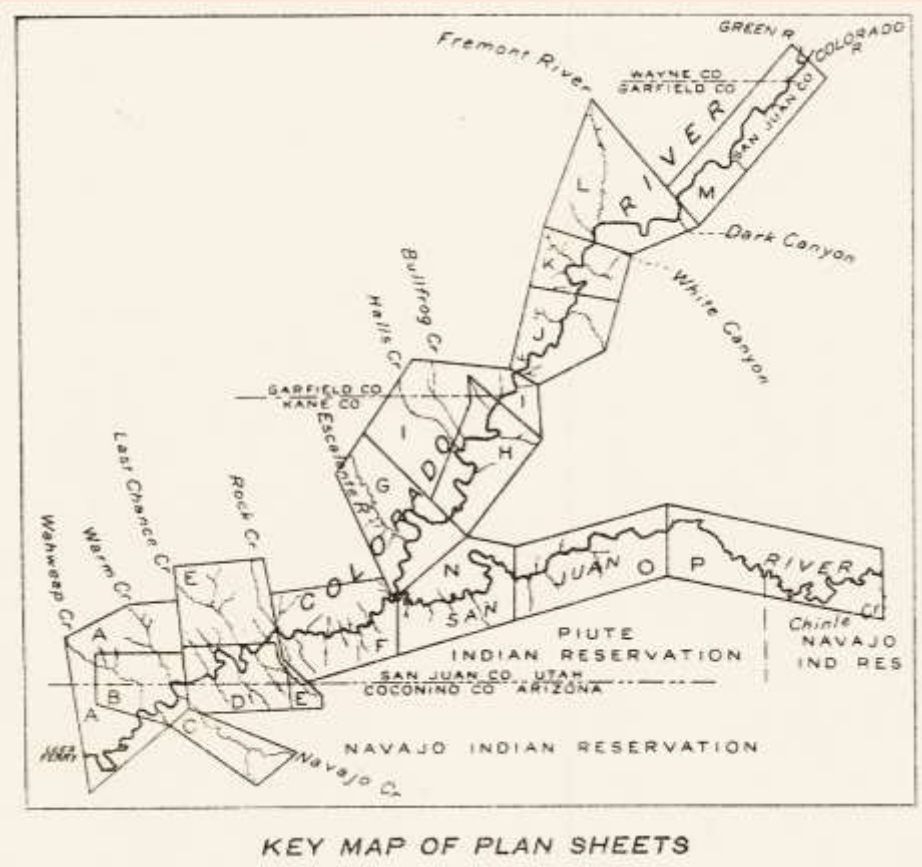 GREEN R
COLORADO
R
Fremont River
WAYNE CO
GARFIELD CO
SAN JUAN CO
RIVER
L
M
Dark Canyon
K
White Canyon
Bullfrog Cr
Halls Cr
J
GARFIELD CO
KANE CO
I
I
Escalante R
H
G
COLORADO
Last Chance Cr
Rock Cr
Warm Cr
Wahweap Cr
E
N
SAN
JUAN
O
P
RIVER
Chinle Cr
A
F
PIUTE
INDIAN RESERVATION
NAVAJO
IND RES
SAN JUAN CO UTAH
COCONINO CO ARIZONA
B
D
E
A
C
LEES
FERRY
Navajo Cr
NAVAJO INDIAN RESERVATION
KEY MAP OF PLAN SHEETS